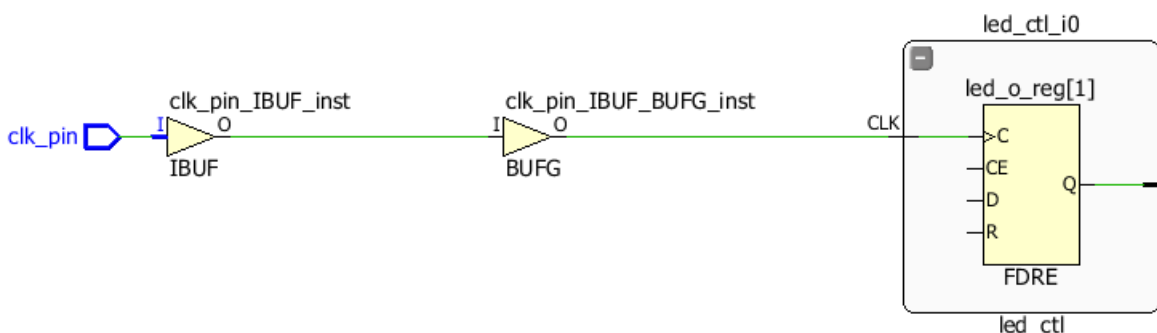 led_ctl_i0
clk_pin_IBUF_inst
clk_pin_IBUF_BUFG_inst
led_o_reg[1]
clk_pin
I
O
I
O
CLK
C
IBUF
BUFG
CE
Q
D
R
FDRE
led_ctl